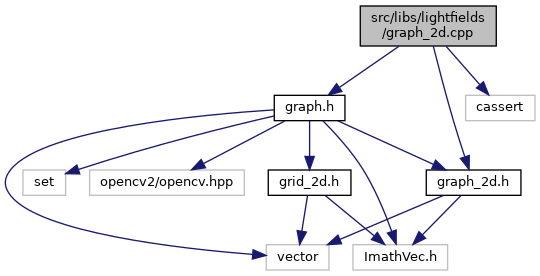 src/libs/lightfields
/graph_2d.cpp
graph.h
cassert
set
opencv2/opencv.hpp
grid_2d.h
graph_2d.h
vector
ImathVec.h